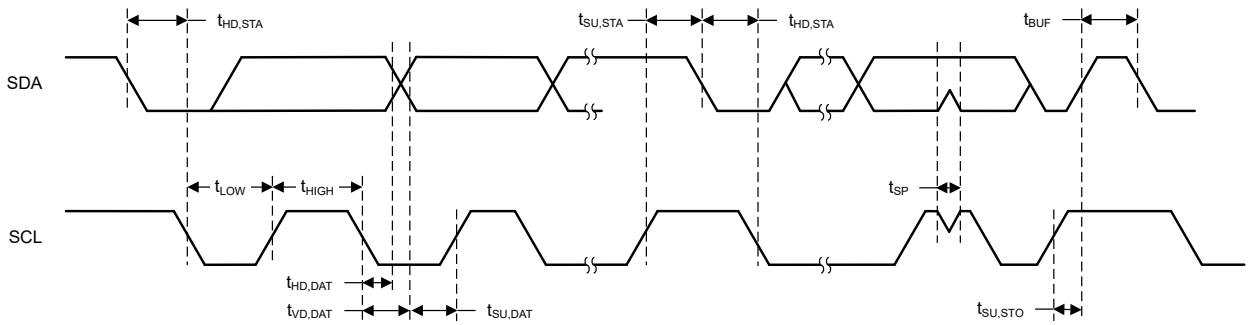 tHD,STA
tSU,STA
tHD,STA
tBUF
SDA
tLOW
tHIGH
tSP
SCL
tHD,DAT
tVD,DAT
tSU,DAT
tSU,STO